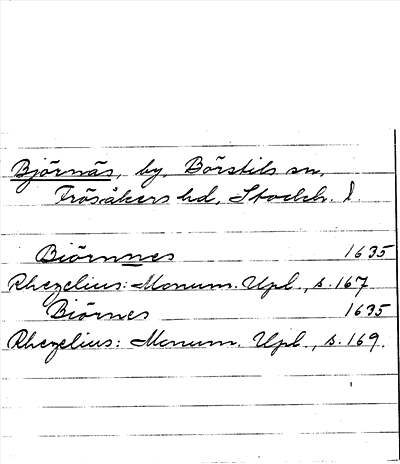 Björnäs, by, Börstils sn,
Frösåkers hd, Stockh. l.
Biörnnes 1635
Rhezelius: Monum. Upl., s. 167
Biörnes 1635
Rhezelius: Monum. Upl., s. 169.